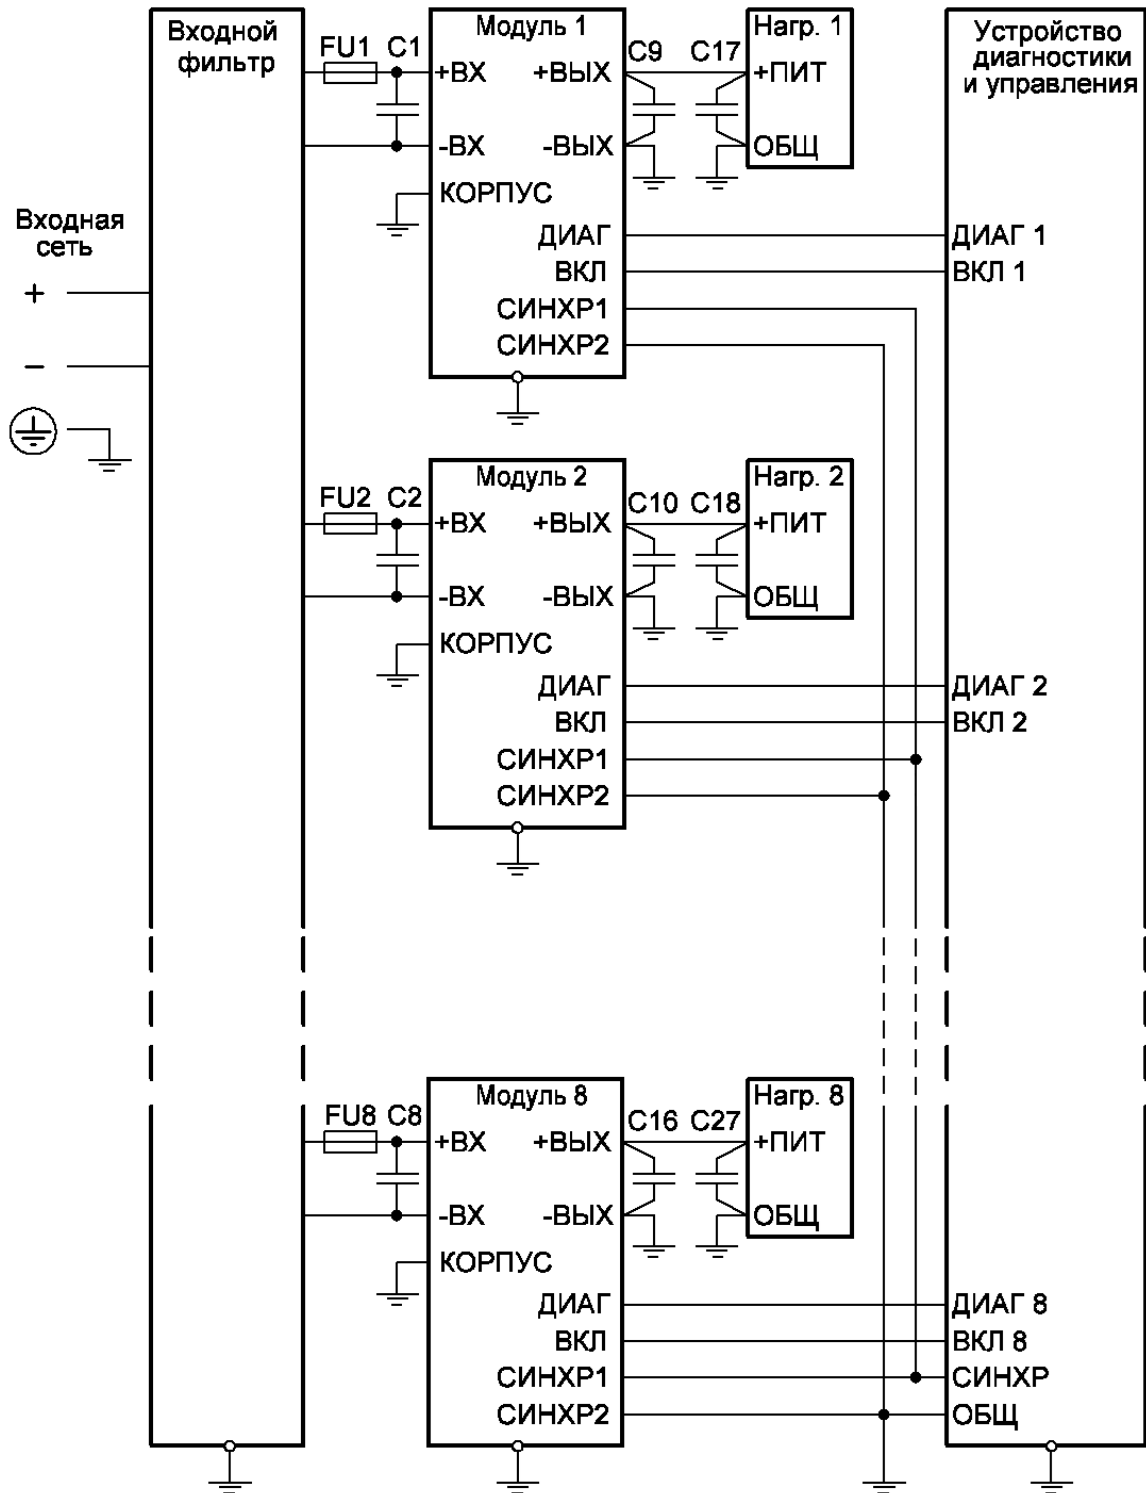 Входной
фильтр
FU1
C1
Модуль 1
+ВХ
+ВЫХ
-ВХ
-ВЫХ
КОРПУС
ДИАГ
ВКЛ
СИНХР1
СИНХР2
C9
C17
Нагр. 1
+ПИТ
ОБЩ
Устройство
диагностики
и управления
ДИАГ 1
ВКЛ 1
Входная
сеть
+
−
FU2
C2
Модуль 2
+ВХ
+ВЫХ
-ВХ
-ВЫХ
КОРПУС
ДИАГ
ВКЛ
СИНХР1
СИНХР2
C10
C18
Нагр. 2
+ПИТ
ОБЩ
ДИАГ 2
ВКЛ 2
FU8
C8
Модуль 8
+ВХ
+ВЫХ
-ВХ
-ВЫХ
КОРПУС
ДИАГ
ВКЛ
СИНХР1
СИНХР2
C16
C27
Нагр. 8
+ПИТ
ОБЩ
ДИАГ 8
ВКЛ 8
СИНХР
ОБЩ